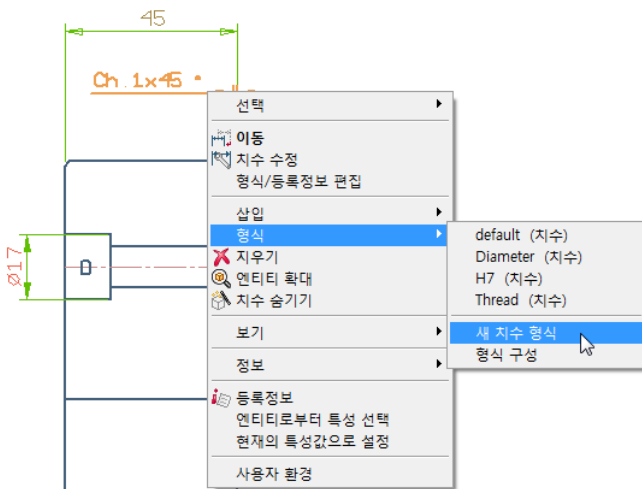 45
Ch.1x45°
선택
이동
치수 수정
형식/등록정보 편집
삽입
형식
지우기
엔티티 확대
치수 숨기기
보기
정보
등록정보
엔티티로부터 특성 선택
현재의 특성값으로 설정
사용자 환경
default (치수)
Diameter (치수)
H7 (치수)
Thread (치수)
새 치수 형식
형식 구성
Ø17
D